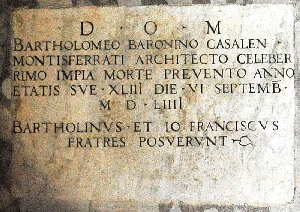 D · O · M
BARTHOLOMEO BARONINO CASALEN ·
MONTISFERRATI ARCHITECTO CELEBER
RIMO IMPIA MORTE PREVENTO ANNO
ETATIS SVE · XLIII DIE · VI SEPTEMB ·
M D LIIII
BARTHOLINVS · ET IO FRANCISCVS
FRATRES POSVERVNT